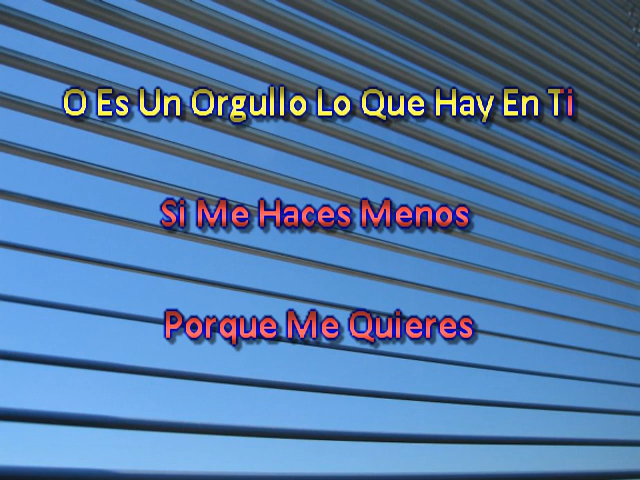 O Es Un Orgullo Lo Que Hay En Ti
Si Me Haces Menos
Porque Me Quieres